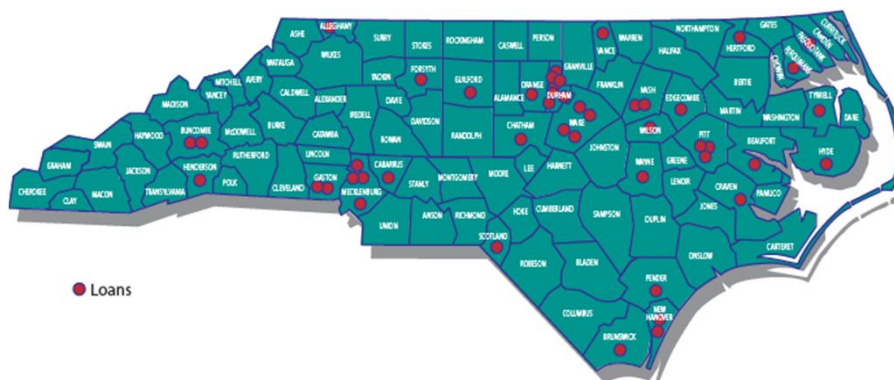 ALLEGHANY
ASHE
SURRY
STOKES
ROCKINGHAM
CASWELL
PERSON
GRANVILLE
VANCE
WARREN
NORTHAMPTON
GATES
CURRITUCK
CAMDEN
PASQUOTANK
PERQUIMANS
CHOWAN
HERTFORD
HALIFAX
WATAUGA
WILKES
YADKIN
FORSYTH
GUILFORD
ALAMANCE
ORANGE
DURHAM
FRANKLIN
NASH
EDGECOMBE
BERTIE
MARTIN
WASHINGTON
TYRRELL
DARE
MITCHELL
AVERY
YANCEY
CALDWELL
ALEXANDER
DAVIE
IREDELL
DAVIDSON
RANDOLPH
CHATHAM
WAKE
WILSON
PITT
BEAUFORT
HYDE
MADISON
BUNCOMBE
McDOWELL
BURKE
CATAWBA
ROWAN
JOHNSTON
WAYNE
GREENE
LENOIR
CRAVEN
PAMLICO
HAYWOOD
SWAIN
GRAHAM
CHEROKEE
CLAY
MACON
JACKSON
TRANSYLVANIA
HENDERSON
POLK
RUTHERFORD
CLEVELAND
LINCOLN
GASTON
MECKLENBURG
CABARRUS
STANLY
MONTGOMERY
MOORE
LEE
HARNETT
UNION
ANSON
RICHMOND
SCOTLAND
HOKE
CUMBERLAND
SAMPSON
DUPLIN
JONES
CARTERET
ONSLOW
ROBESON
BLADEN
PENDER
COLUMBUS
NEW
HANOVER
BRUNSWICK
Loans